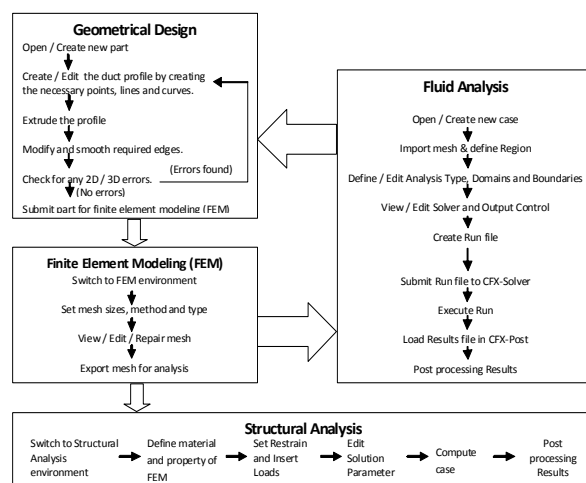 Geometrical Design
Open / Create new part
Create / Edit the duct profile by creating
the necessary points, lines and curves.
Extrude the profile
Modify and smooth required edges.
(Errors found)
Check for any 2D / 3D errors.
(No errors)
Submit part for finite element modeling (FEM)
Finite Element Modeling (FEM)
Switch to FEM environment
Set mesh sizes, method and type
View / Edit / Repair mesh
Export mesh for analysis
Fluid Analysis
Open / Create new case
Import mesh & define Region
Define / Edit Analysis Type, Domains and Boundaries
View / Edit Solver and Output Control
Create Run file
Submit Run file to CFX-Solver
Execute Run
Load Results file in CFX-Post
Post processing Results
Structural Analysis
Switch to Structural
Analysis
environment
Define material
and property of
FEM
Set Restrain and
and Insert
Loads
Edit
Solution
Parameter
Compute
case
Post
processing
Results